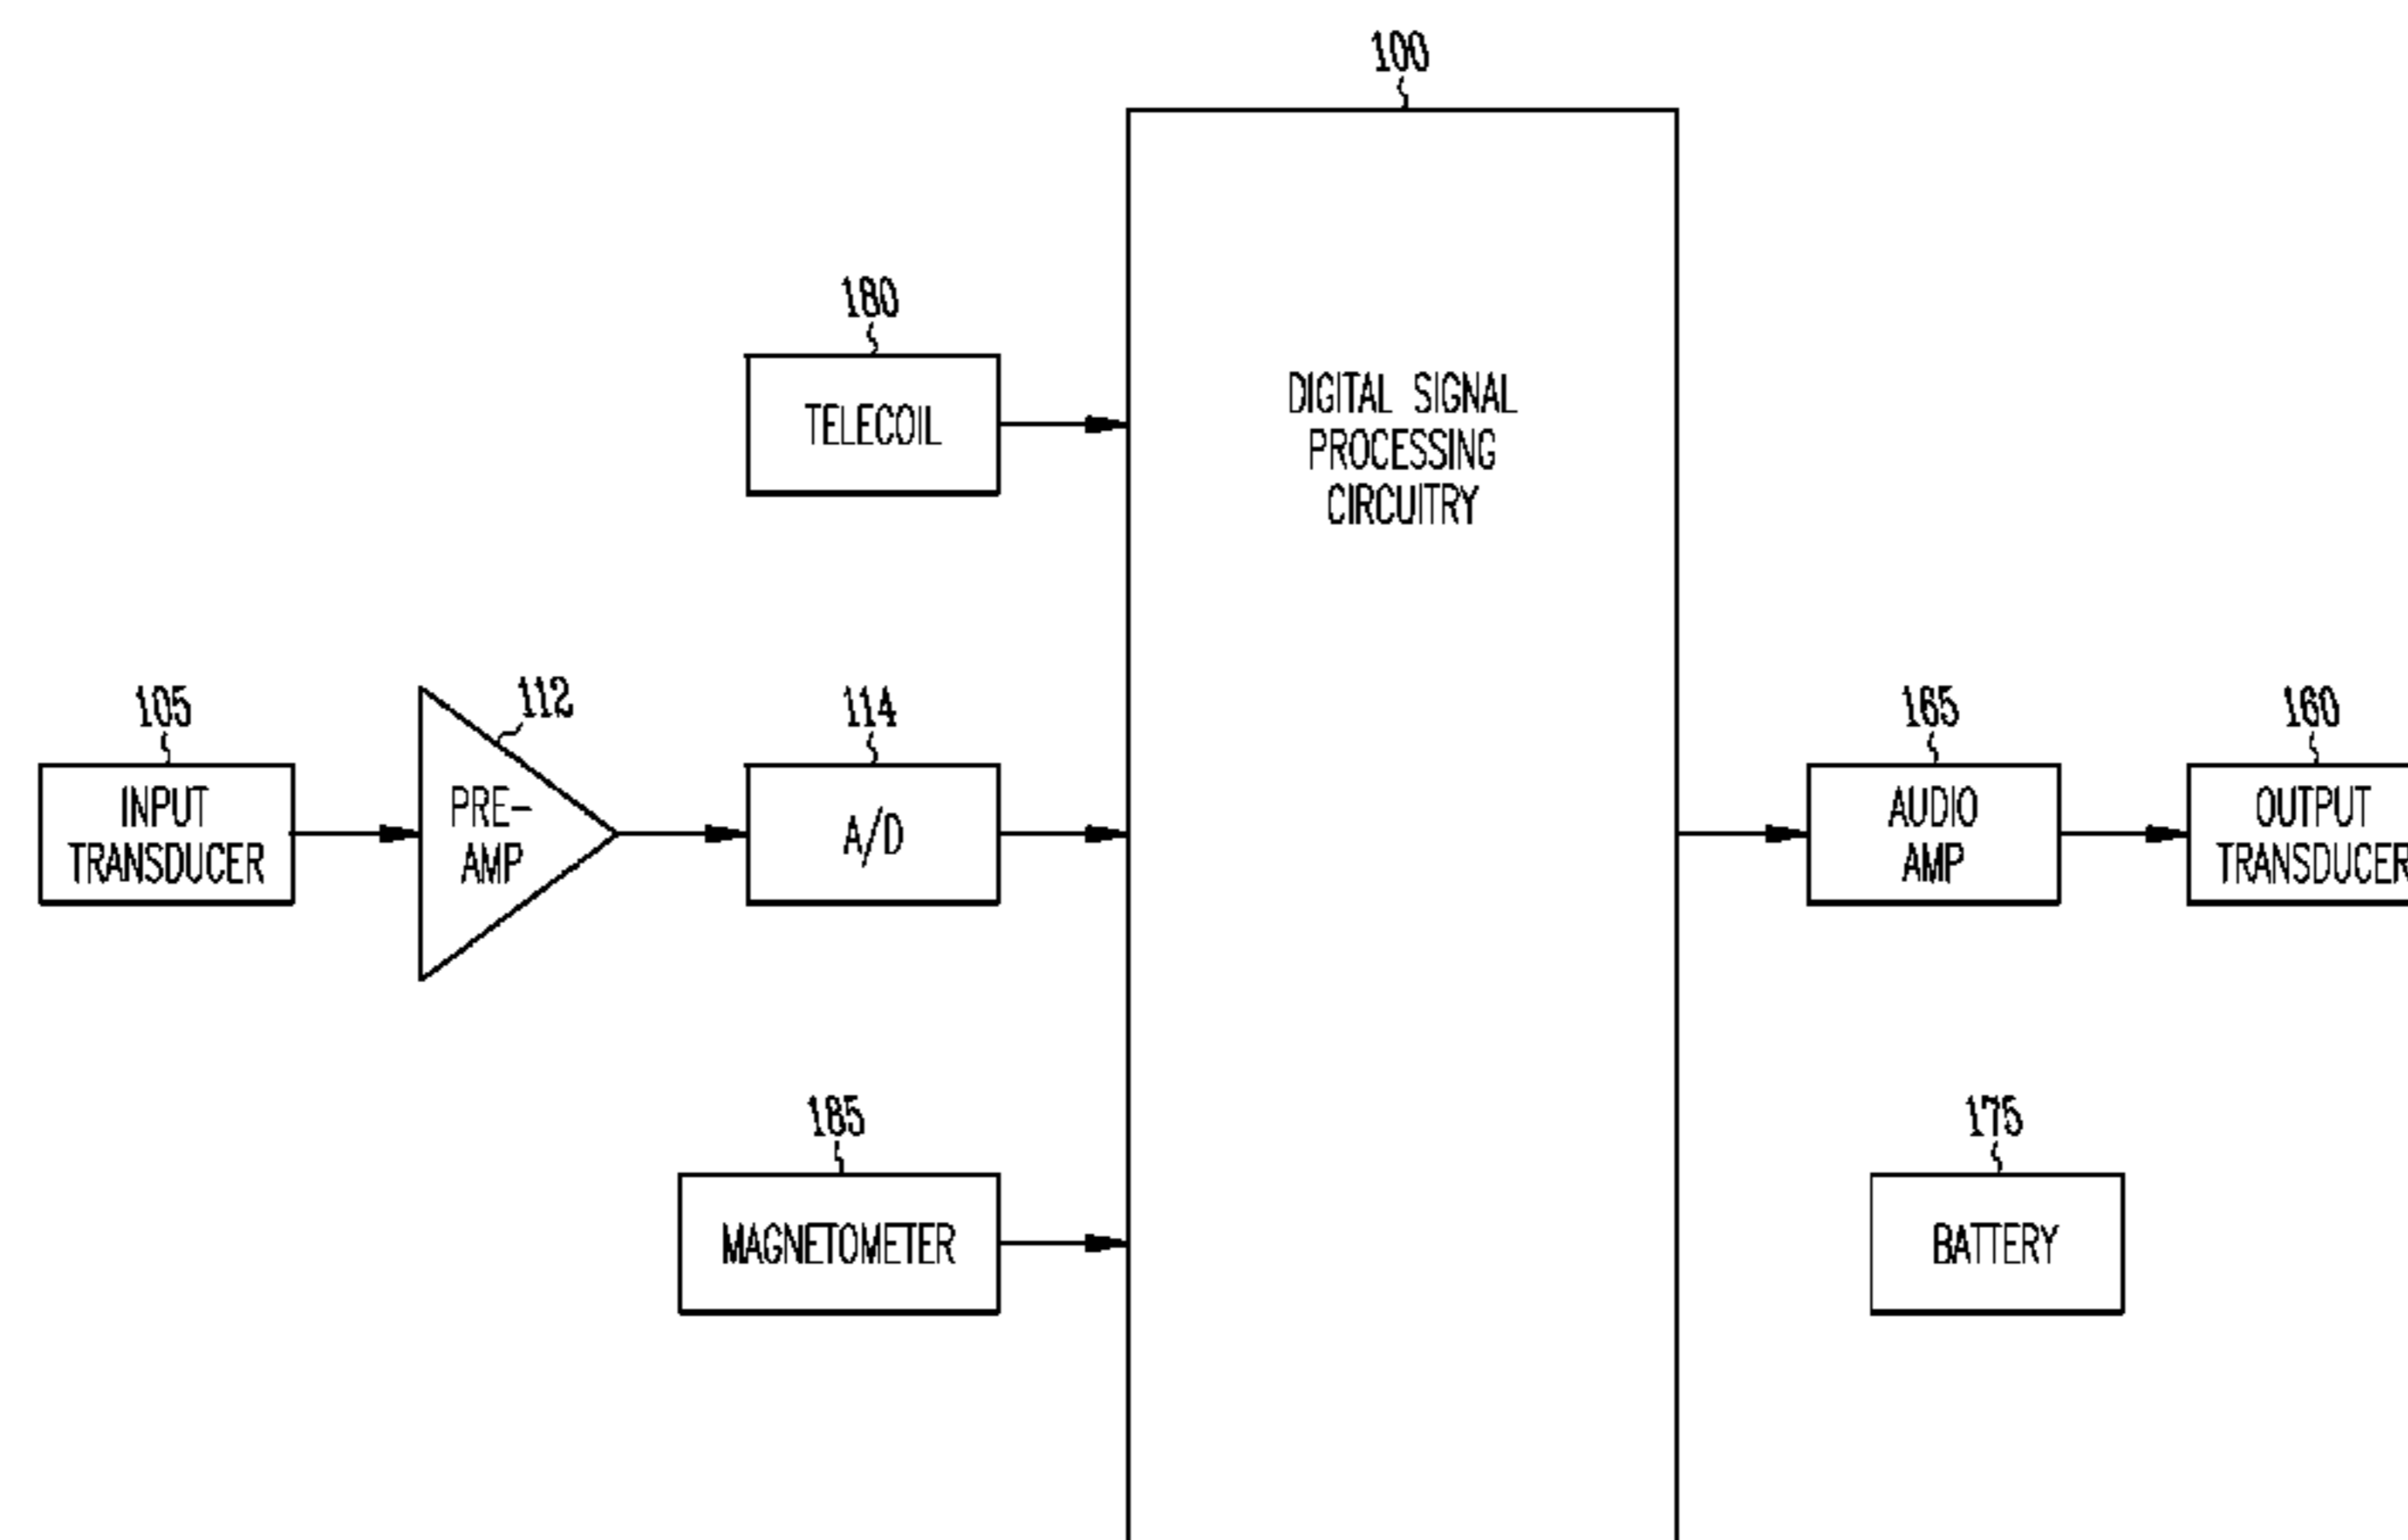 100
180
TELECOIL
DIGITAL SIGNAL
PROCESSING
CIRCUITRY
105
INPUT
TRANSDUCER
112
PRE-
AMP
114
A/D
165
AUDIO
AMP
160
OUTPUT
TRANSDUCER
185
MAGNETOMETER
175
BATTERY